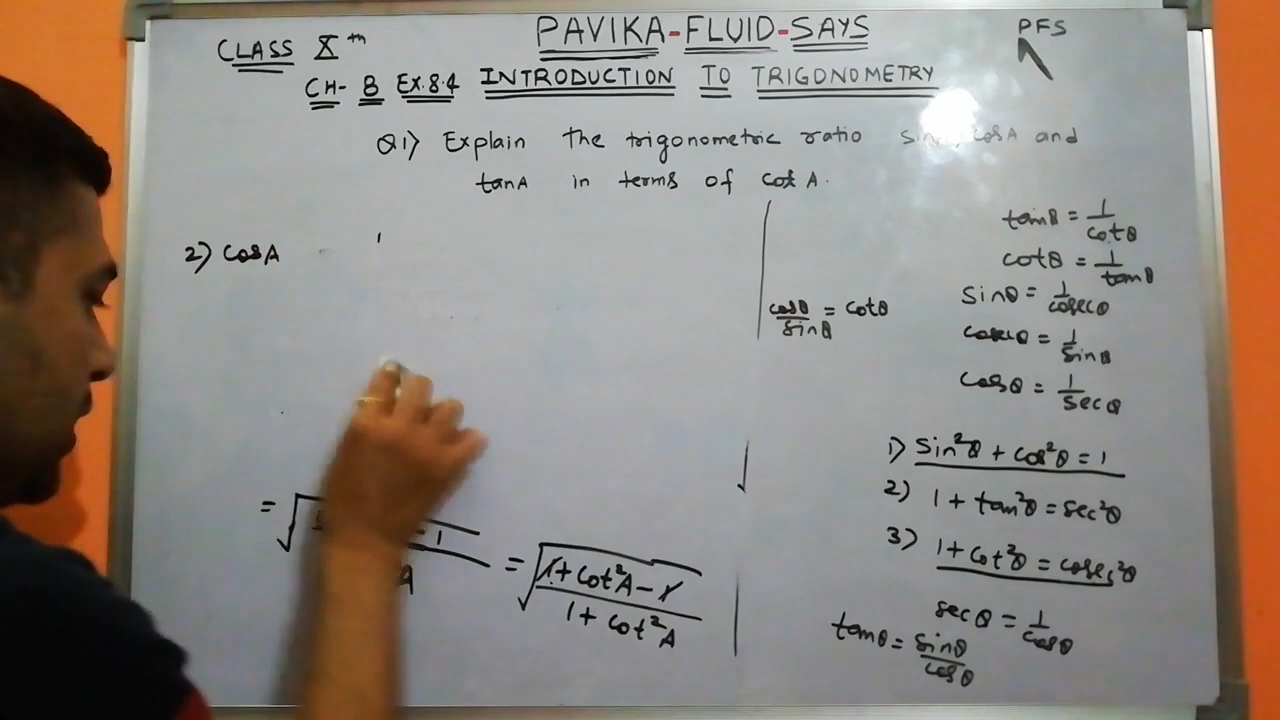 PAVIKA-FLUID-SAYS
PFS
CLASS Xth
CH- 8 Ex.8.4 INTRODUCTION TO TRIGONOMETRY
Q1) Explain the trigonometric ratio sinA, cosA and
tanA in terms of cot A.
2) cosA
= √(1+cot²A-1)/(1+cot²A)
cosθ/sinθ = cotθ
tanθ = 1/cotθ
cotθ = 1/tanθ
sinθ = 1/cosecθ
cosecθ = 1/sinθ
cosθ = 1/secθ
1) sin²θ + cos²θ = 1
2) 1 + tan²θ = sec²θ
3) 1 + cot²θ = cosec²θ
secθ = 1/cosθ
tanθ = sinθ/cosθ